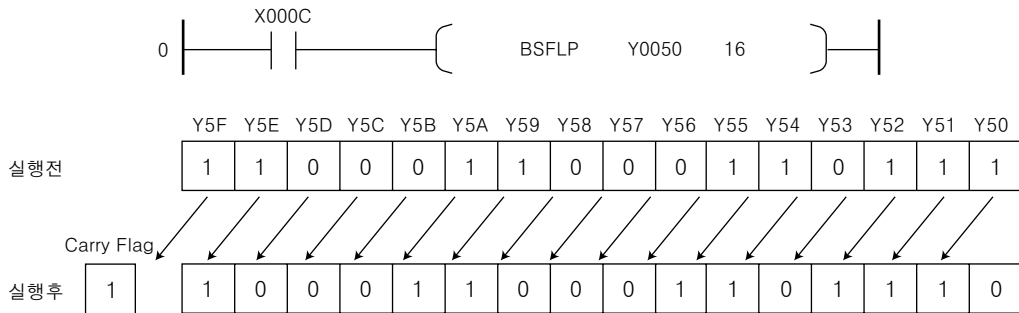 X000C
0 BSFLP Y0050 16
Y5F Y5E Y5D Y5C Y5B Y5A Y59 Y58 Y57 Y56 Y55 Y54 Y53 Y52 Y51 Y50
실행전 1 1 0 0 0 1 1 0 0 0 1 1 0 1 1 1
Carry Flag
실행후 1 1 0 0 0 1 1 0 0 0 1 1 0 1 1 1 0